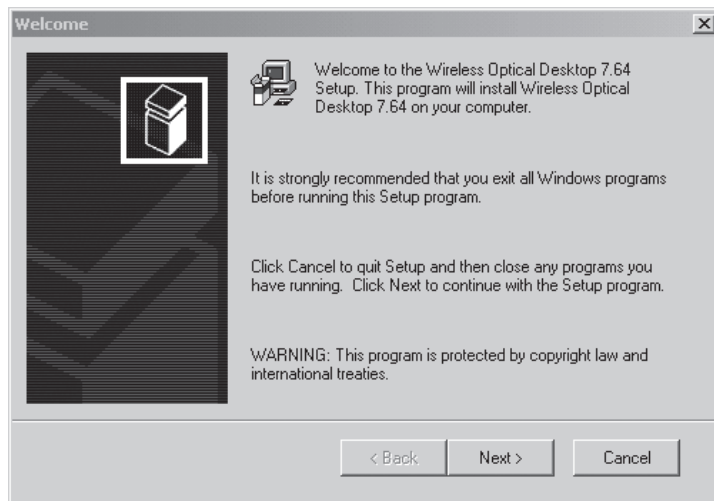 Welcome
Welcome to the Wireless Optical Desktop 7.64
Setup. This program will install Wireless Optical
Desktop 7.64 on your computer.
It is strongly recommended that you exit all Windows programs
before running this Setup program.
Click Cancel to quit Setup and then close any programs you
have running. Click Next to continue with the Setup program.
WARNING: This program is protected by copyright law and
international treaties.
< Back
Next >
Cancel